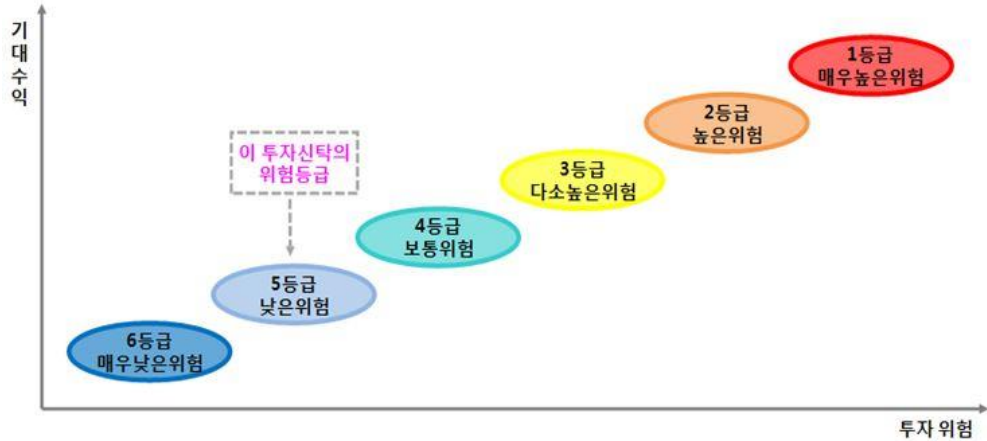 기대수익
1등급
매우높은위험
2등급
높은위험
이 투자신탁의
위험등급
3등급
다소높은위험
4등급
보통위험
5등급
낮은위험
6등급
매우낮은위험
투자 위험